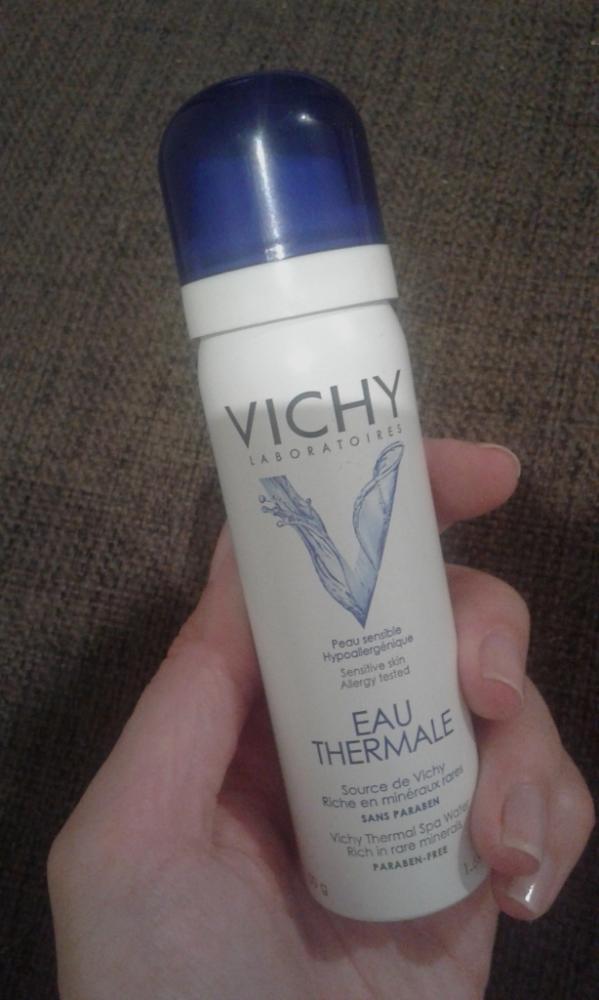 VICHY
LABORATOIRES
Peau sensible
Hypoallergénique
Sensitive skin
Allergy tested
EAU
THERMALE
Source de Vichy
Riche en minéraux rares
SANS PARABEN
Vichy Thermal Spa Water
Rich in rare minerals
PARABEN-FREE
g